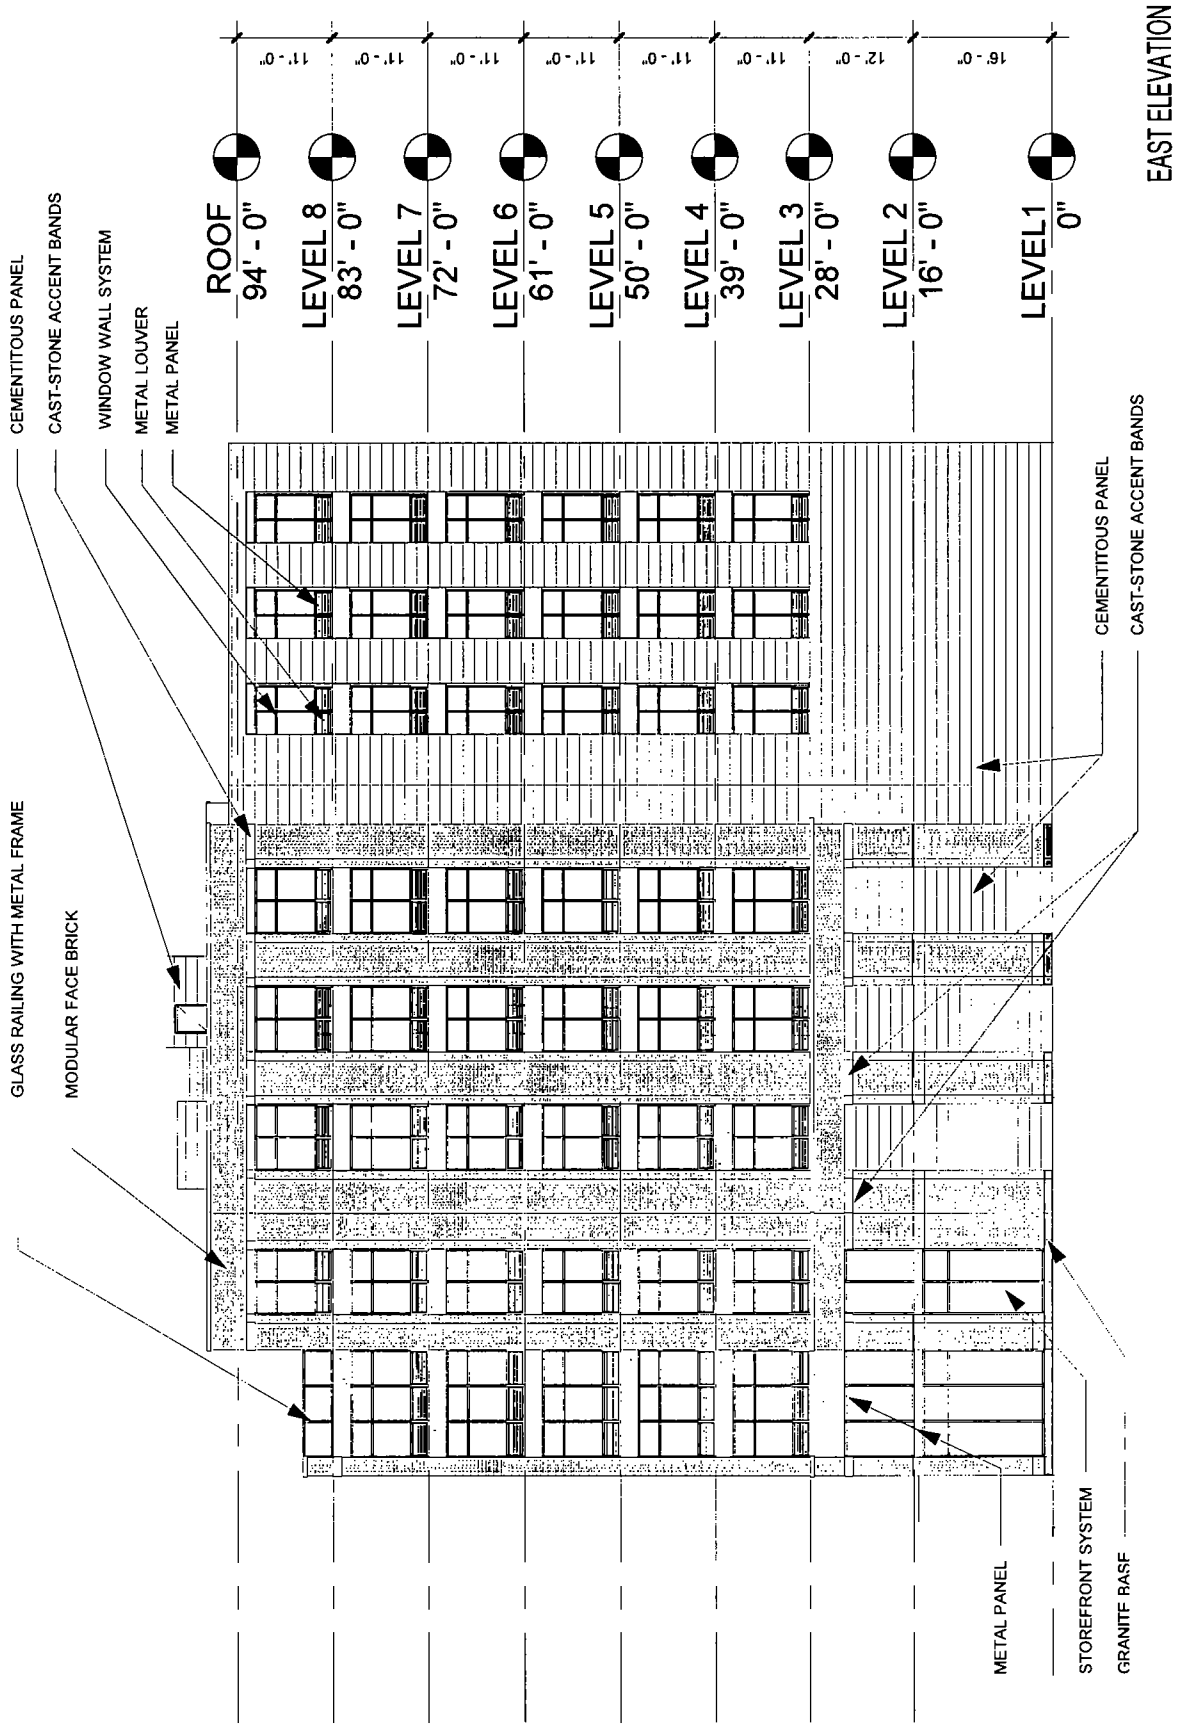 GLASS RAILING WITH METAL FRAME
MODULAR FACE BRICK
CEMENTITOUS PANEL
CAST-STONE ACCENT BANDS
WINDOW WALL SYSTEM
METAL LOUVER
METAL PANEL
ROOF
94' - 0"
LEVEL 8
83' - 0"
LEVEL 7
72' - 0"
LEVEL 6
61' - 0"
LEVEL 5
50' - 0"
LEVEL 4
39' - 0"
LEVEL 3
28' - 0"
LEVEL 2
16' - 0"
LEVEL 1
0"
11' - 0"
11' - 0"
11' - 0"
11' - 0"
11' - 0"
11' - 0"
12' - 0"
16' - 0"
METAL PANEL
STOREFRONT SYSTEM
GRANITE BASE
CEMENTITOUS PANEL
CAST-STONE ACCENT BANDS
EAST ELEVATION